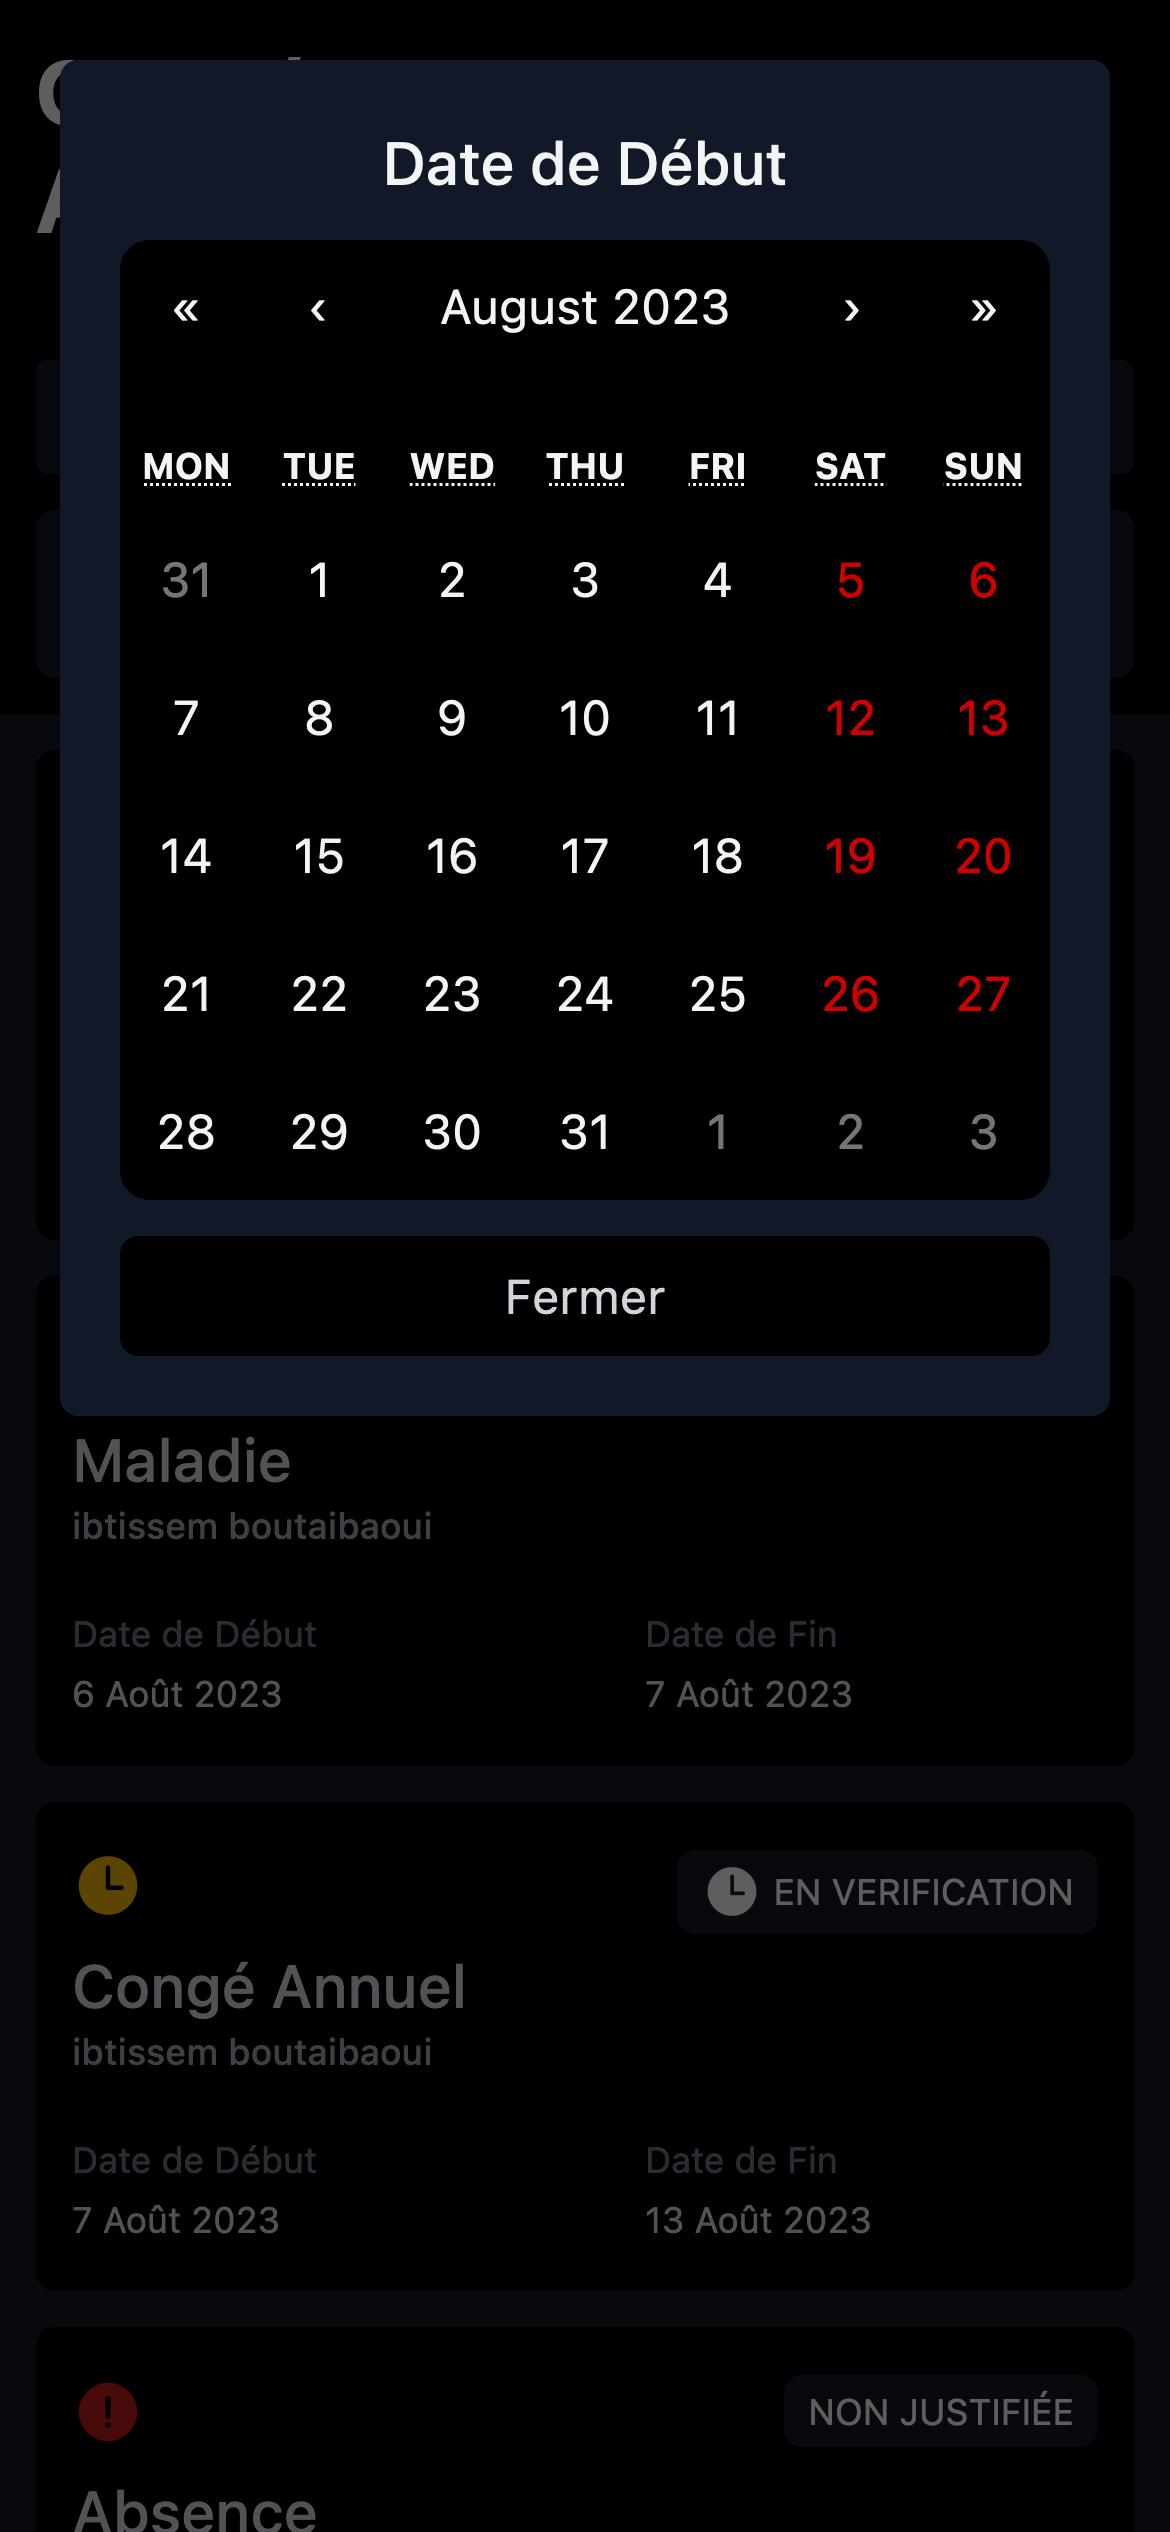 Date de Début
« ‹ August 2023 › »
MON TUE WED THU FRI SAT SUN
31 1 2 3 4 5 6
7 8 9 10 11 12 13
14 15 16 17 18 19 20
21 22 23 24 25 26 27
28 29 30 31 1 2 3
Fermer
Maladie
ibtissem boutaibaoui
Date de Début Date de Fin
6 Août 2023 7 Août 2023
EN VERIFICATION
Congé Annuel
ibtissem boutaibaoui
Date de Début Date de Fin
7 Août 2023 13 Août 2023
NON JUSTIFIÉE
Absence